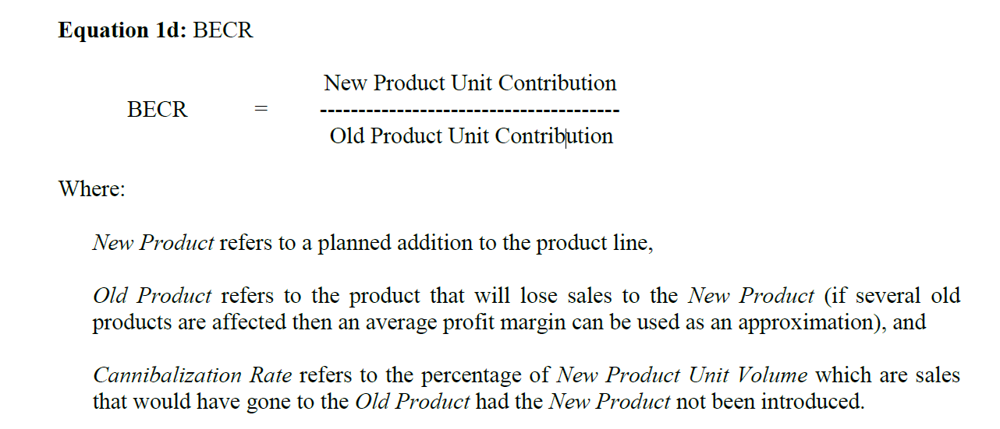 Equation 1d: BECR
New Product Unit Contribution
BECR = ---------------------------------------
Old Product Unit Contribution
Where:
New Product refers to a planned addition to the product line,
Old Product refers to the product that will lose sales to the New Product (if several old
products are affected then an average profit margin can be used as an approximation), and
Cannibalization Rate refers to the percentage of New Product Unit Volume which are sales
that would have gone to the Old Product had the New Product not been introduced.